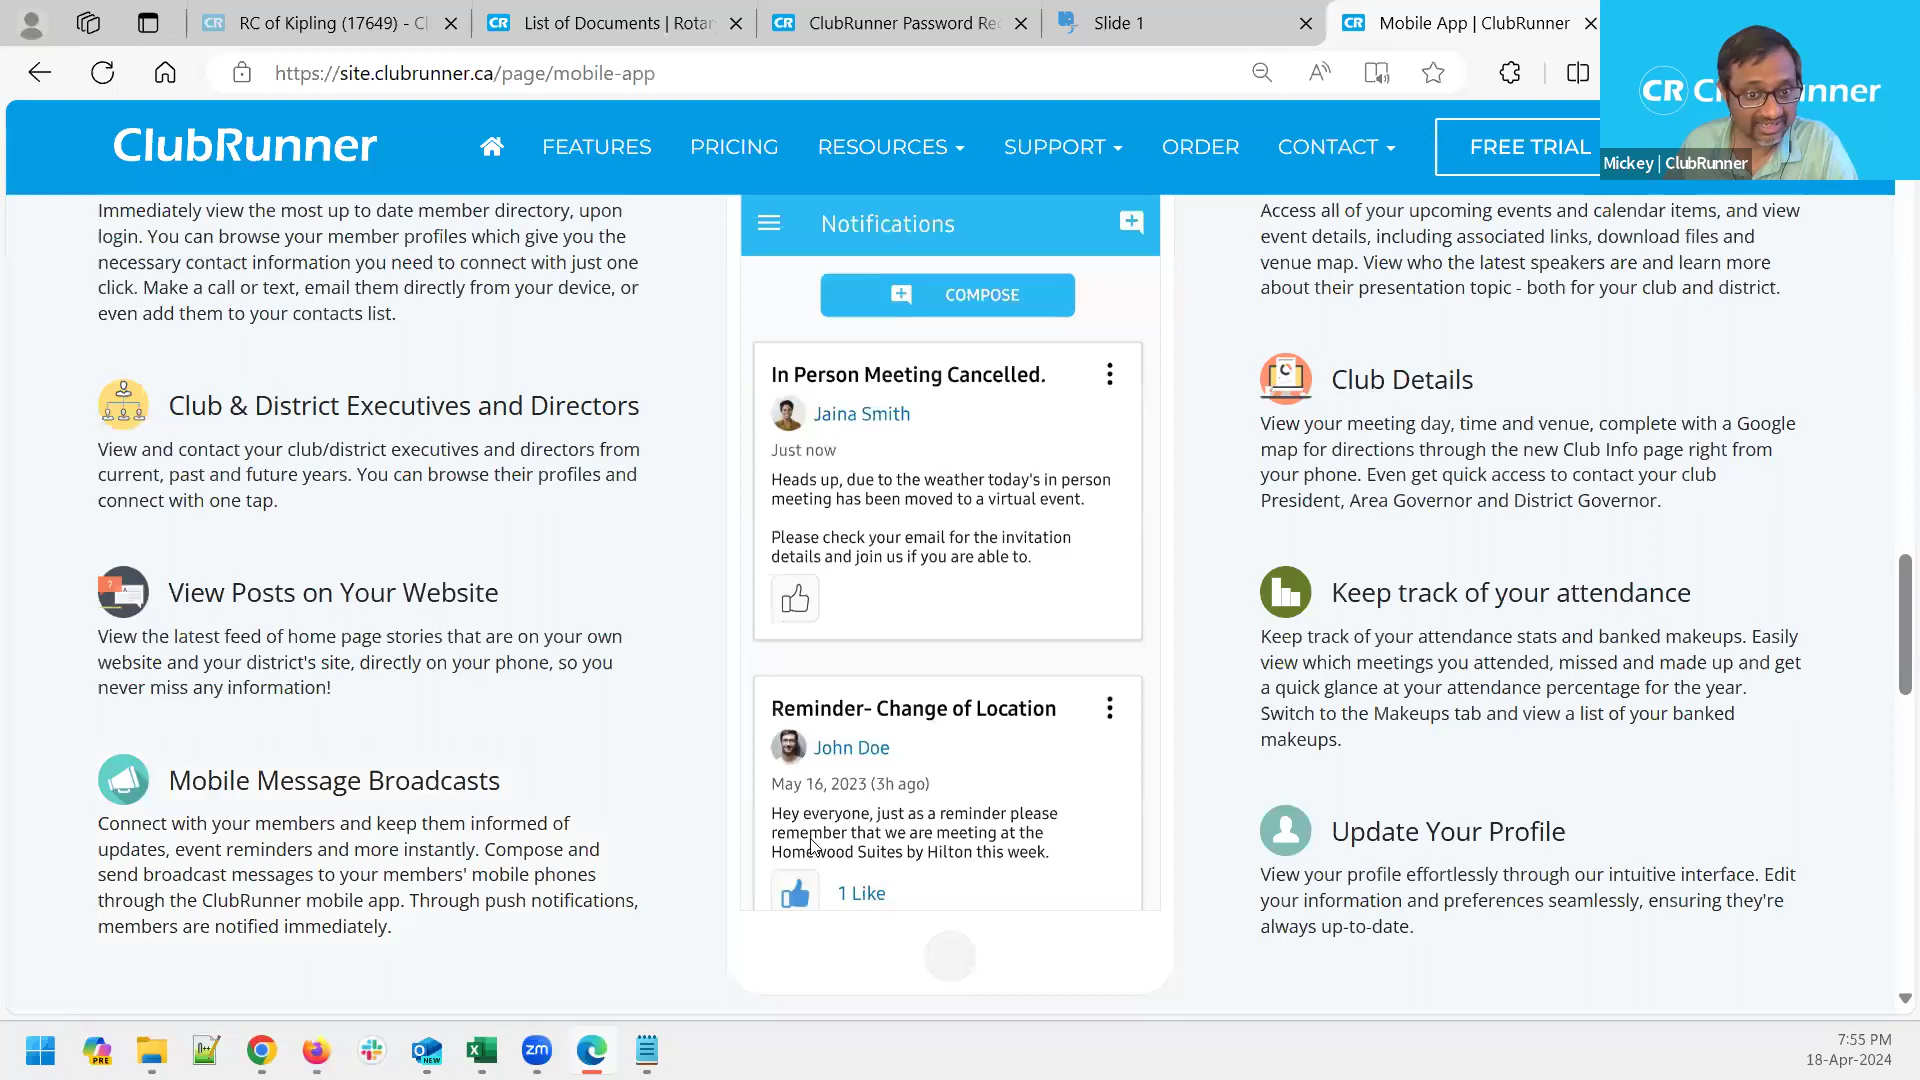 RC of Kipling (17649) - Cl
List of Documents | Rotar
ClubRunner Password Re
Slide 1
Mobile App | ClubRunner
https://site.clubrunner.ca/page/mobile-app
CR
Mickey | ClubRunner
ClubRunner
FEATURES
PRICING
RESOURCES
SUPPORT
ORDER
CONTACT
FREE TRIAL
Immediately view the most up to date member directory, upon
login. You can browse your member profiles which give you the
necessary contact information you need to connect with just one
click. Make a call or text, email them directly from your device, or
even add them to your contacts list.
Club & District Executives and Directors
View and contact your club/district executives and directors from
current, past and future years. You can browse their profiles and
connect with one tap.
View Posts on Your Website
View the latest feed of home page stories that are on your own
website and your district's site, directly on your phone, so you
never miss any information!
Mobile Message Broadcasts
Connect with your members and keep them informed of
updates, event reminders and more instantly. Compose and
send broadcast messages to your members' mobile phones
through the ClubRunner mobile app. Through push notifications,
members are notified immediately.
Notifications
COMPOSE
In Person Meeting Cancelled.
Jaina Smith
Just now
Heads up, due to the weather today's in person
meeting has been moved to a virtual event.
Please check your email for the invitation
details and join us if you are able to.
Reminder- Change of Location
John Doe
May 16, 2023 (3h ago)
Hey everyone, just as a reminder please
remember that we are meeting at the
Homewood Suites by Hilton this week.
1 Like
Access all of your upcoming events and calendar items, and view
event details, including associated links, download files and
venue map. View who the latest speakers are and learn more
about their presentation topic - both for your club and district.
Club Details
View your meeting day, time and venue, complete with a Google
map for directions through the new Club Info page right from
your phone. Even get quick access to contact your club
President, Area Governor and District Governor.
Keep track of your attendance
Keep track of your attendance stats and banked makeups. Easily
view which meetings you attended, missed and made up and get
a quick glance at your attendance percentage for the year.
Switch to the Makeups tab and view a list of your banked
makeups.
Update Your Profile
View your profile effortlessly through our intuitive interface. Edit
your information and preferences seamlessly, ensuring they're
always up-to-date.
7:55 PM
18-Apr-2024